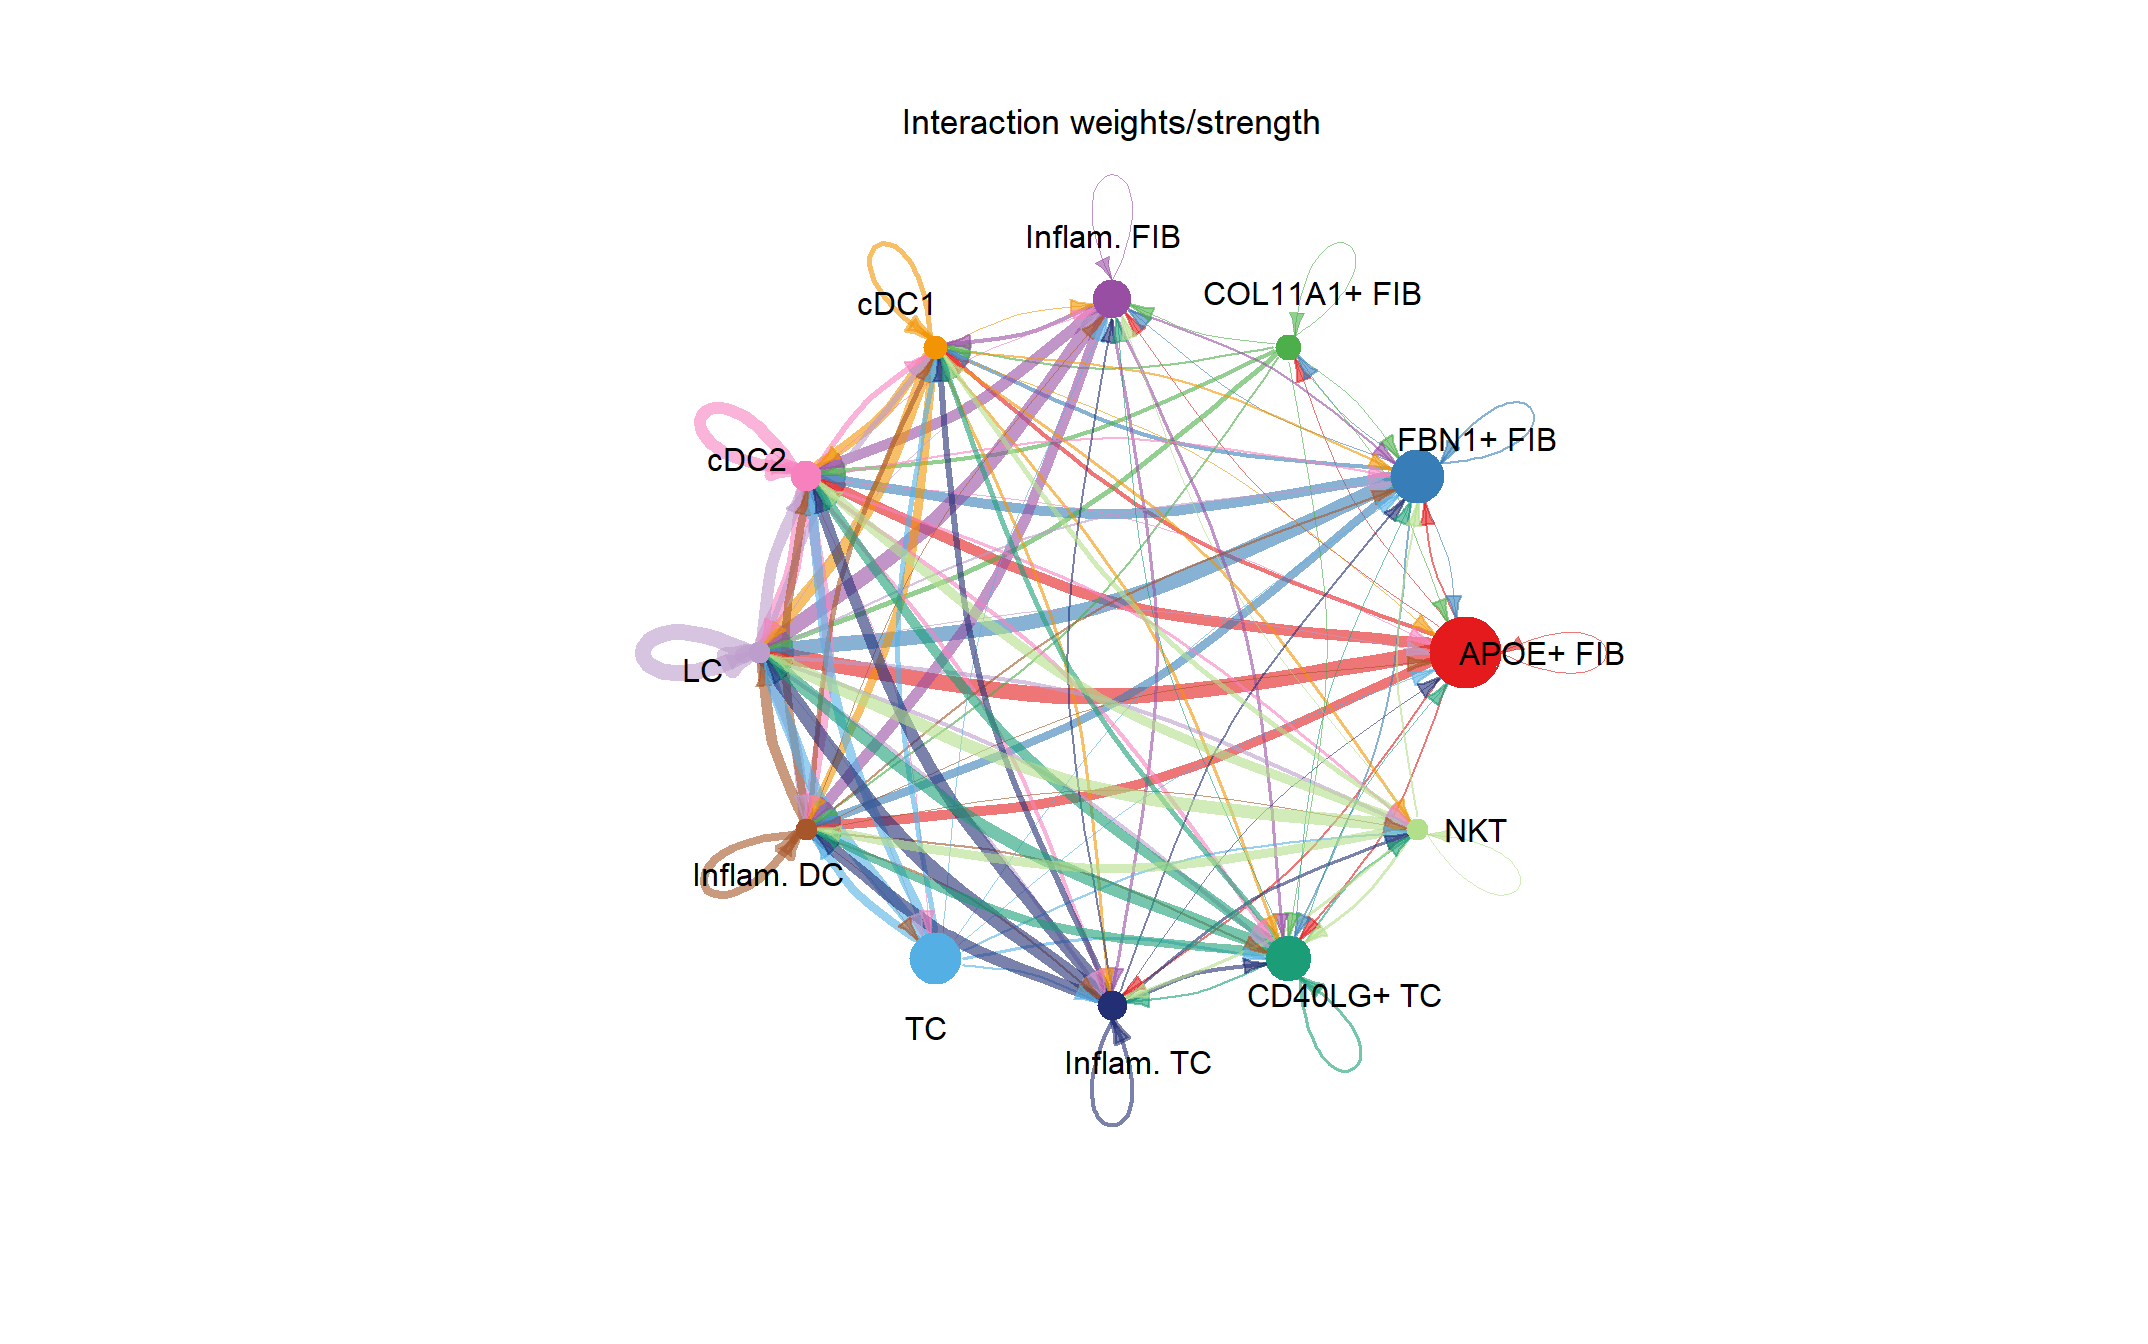 Interaction weights/strength
Inflam. FIB
COL11A1+ FIB
cDC1
FBN1+ FIB
cDC2
APOE+ FIB
LC
NKT
Inflam. DC
CD40LG+ TC
TC
Inflam. TC